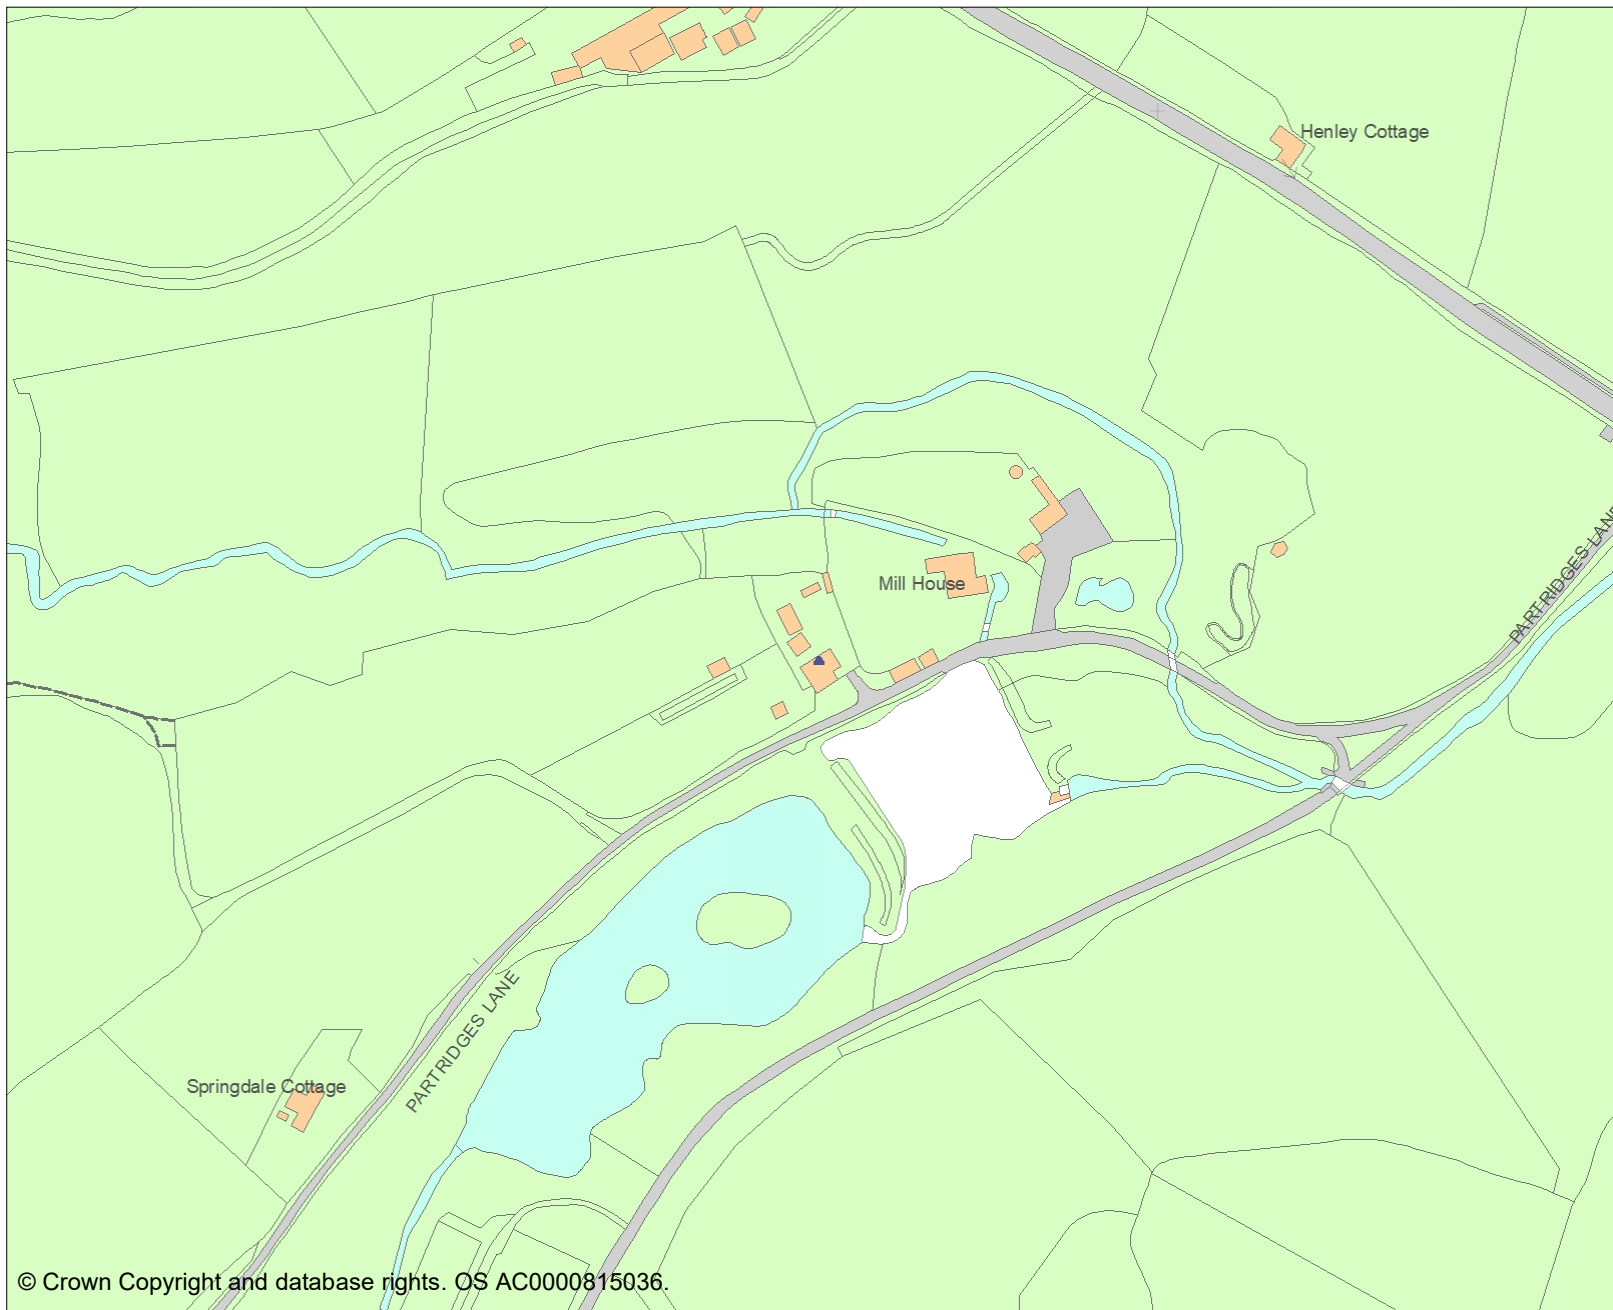 Henley Cottage
Mill House
PARTRIDGES LANE
PARTRIDGES LANE
Springdale Cottage
© Crown Copyright and database rights. OS AC0000815036.